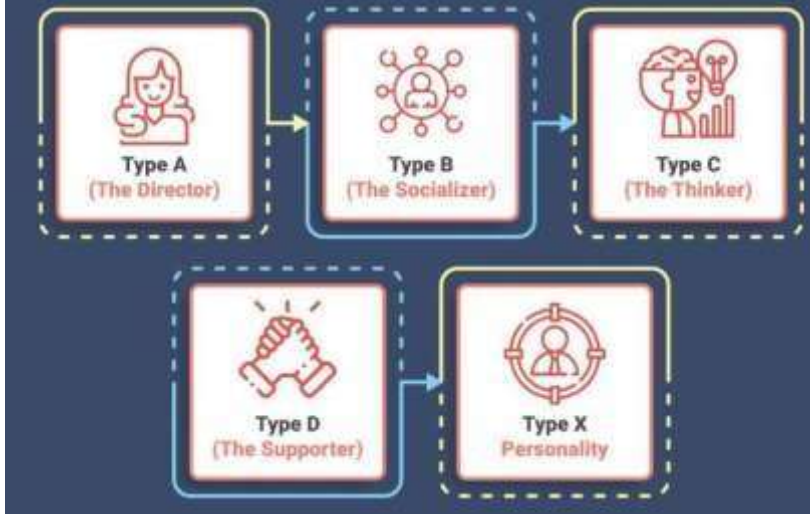 Type A
(The Director)
Type B
(The Socializer)
Type C
(The Thinker)
Type D
(The Supporter)
Type X
Personality